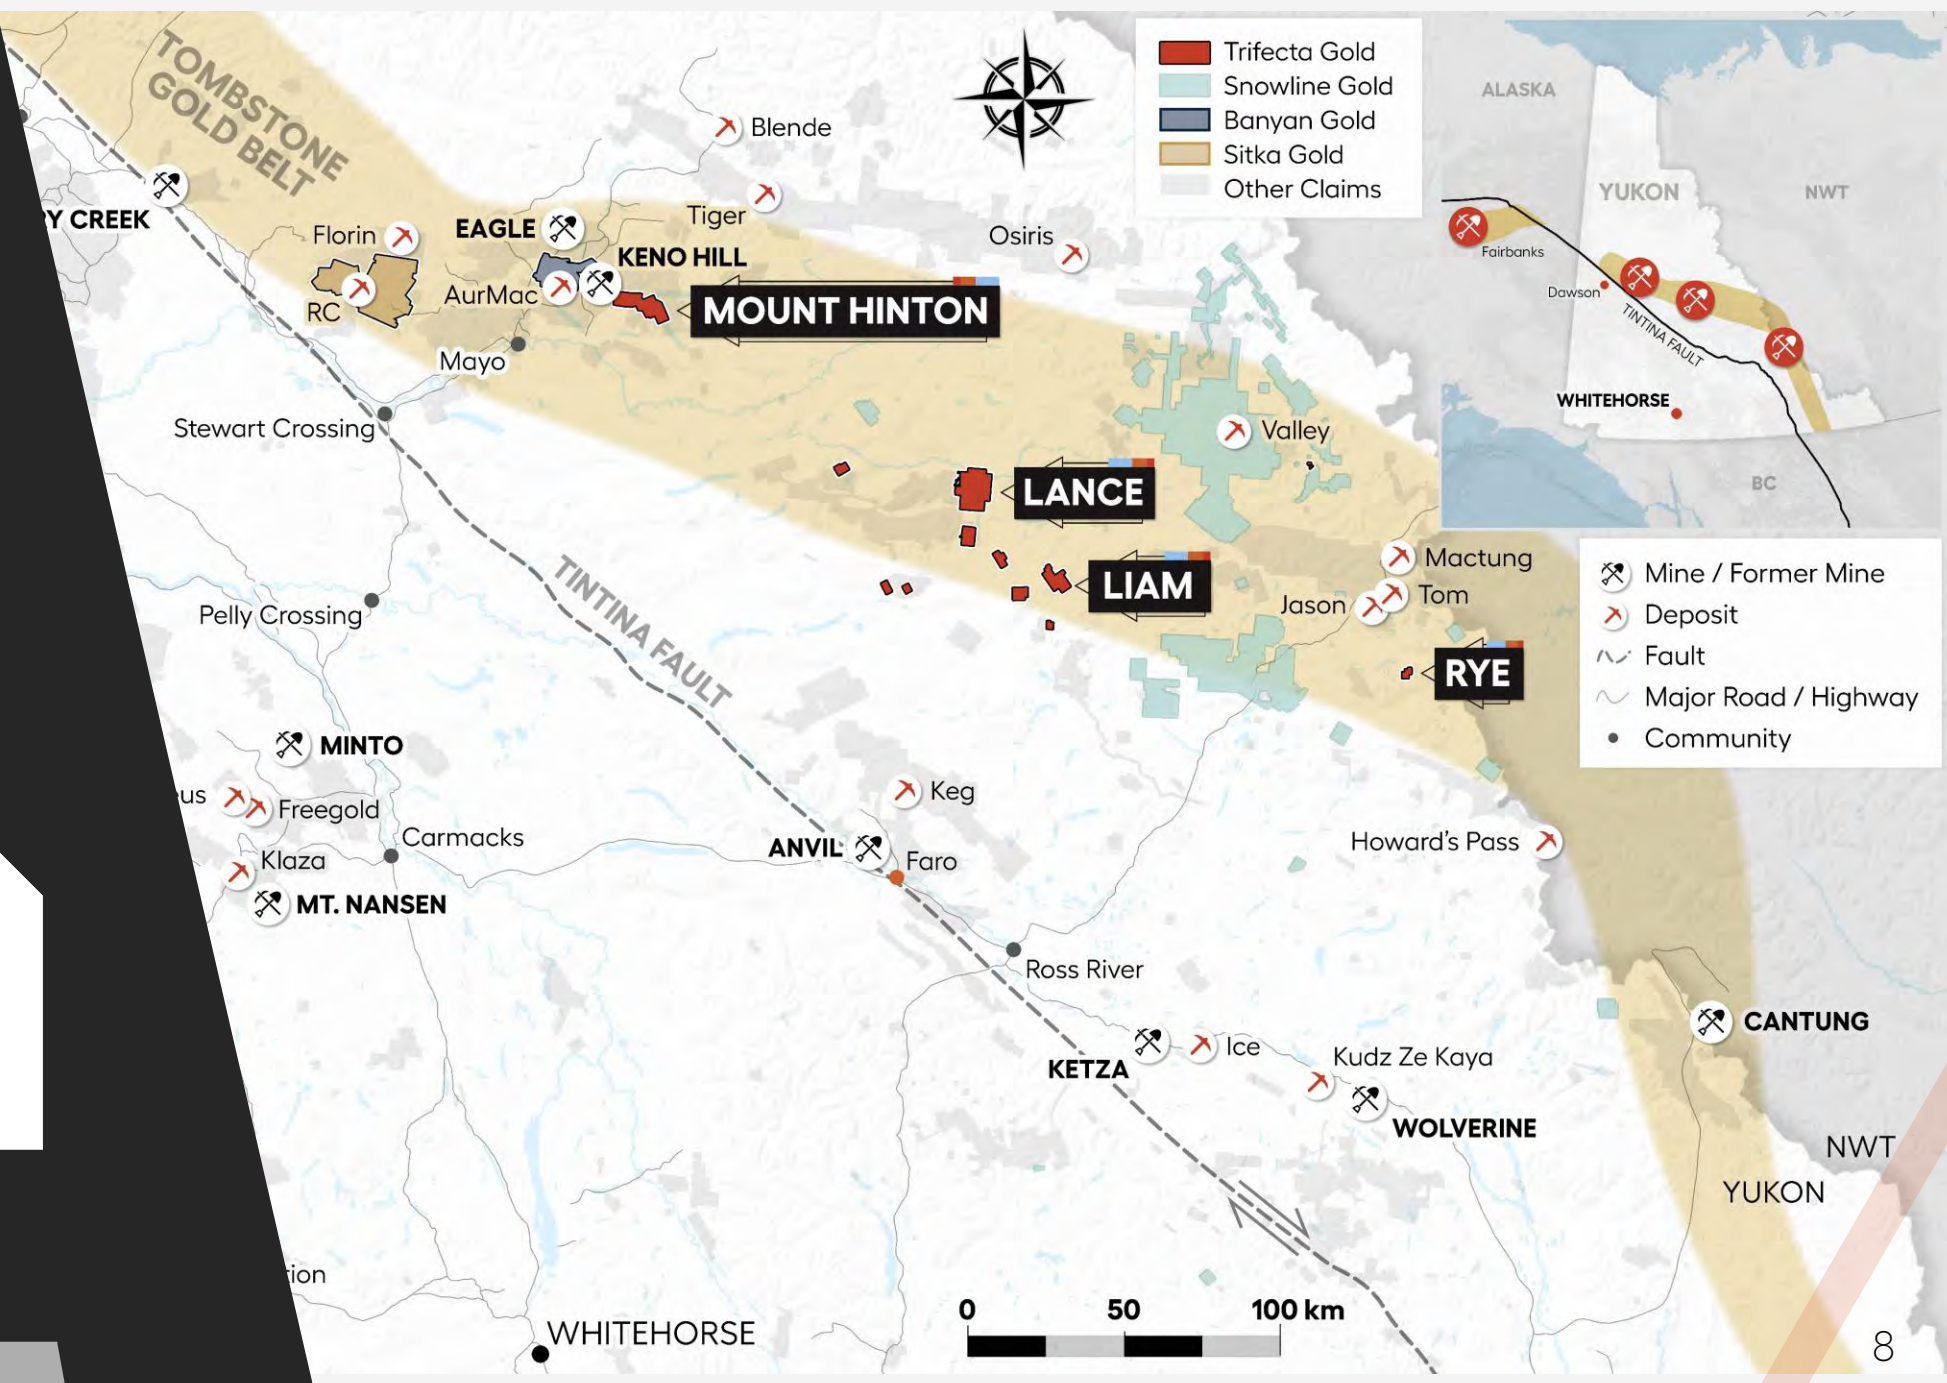 TOMBSTONE
GOLD BELT
Trifecta Gold
Snowline Gold
Banyan Gold
Sitka Gold
Other Claims
ALASKA
YUKON
NWT
Fairbanks
Dawson
TINTINA FAULT
WHITEHORSE
BC
Blende
Tiger
Osiris
CREEK
Florin
EAGLE
KENO HILL
RC
AurMac
MOUNT HINTON
Mayo
Stewart Crossing
Valley
LANCE
LIAM
Mactung
Tom
Jason
RYE
Mine / Former Mine
Deposit
Fault
Major Road / Highway
Community
TINTINA FAULT
Pelly Crossing
MINTO
Freegold
Carmacks
Klaza
MT. NANSEN
Keg
ANVIL
Faro
Howard's Pass
Ross River
CANTUNG
KETZA
Ice
Kudz Ze Kaya
WOLVERINE
NWT
YUKON
0 50 100 km
WHITEHORSE
8